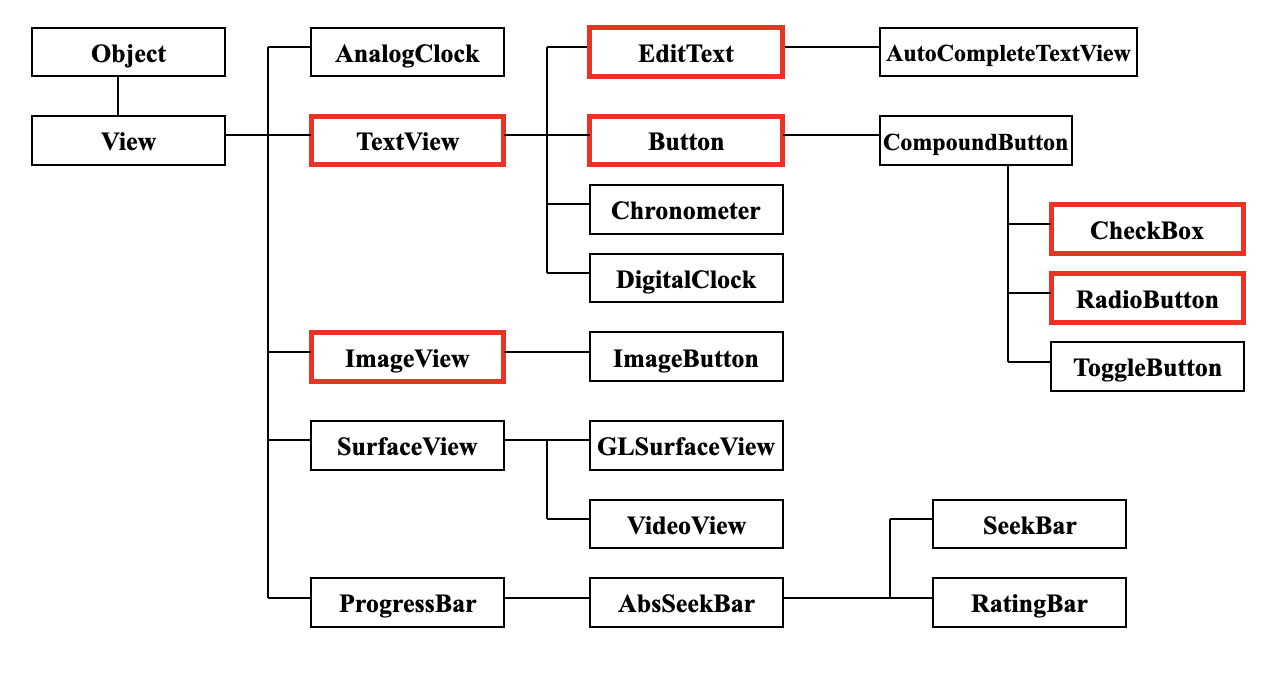 Object
AnalogClock
EditText
AutoCompleteTextView
View
TextView
Button
CompoundButton
Chronometer
CheckBox
DigitalClock
RadioButton
ImageView
ImageButton
ToggleButton
SurfaceView
GLSurfaceView
VideoView
SeekBar
ProgressBar
AbsSeekBar
RatingBar